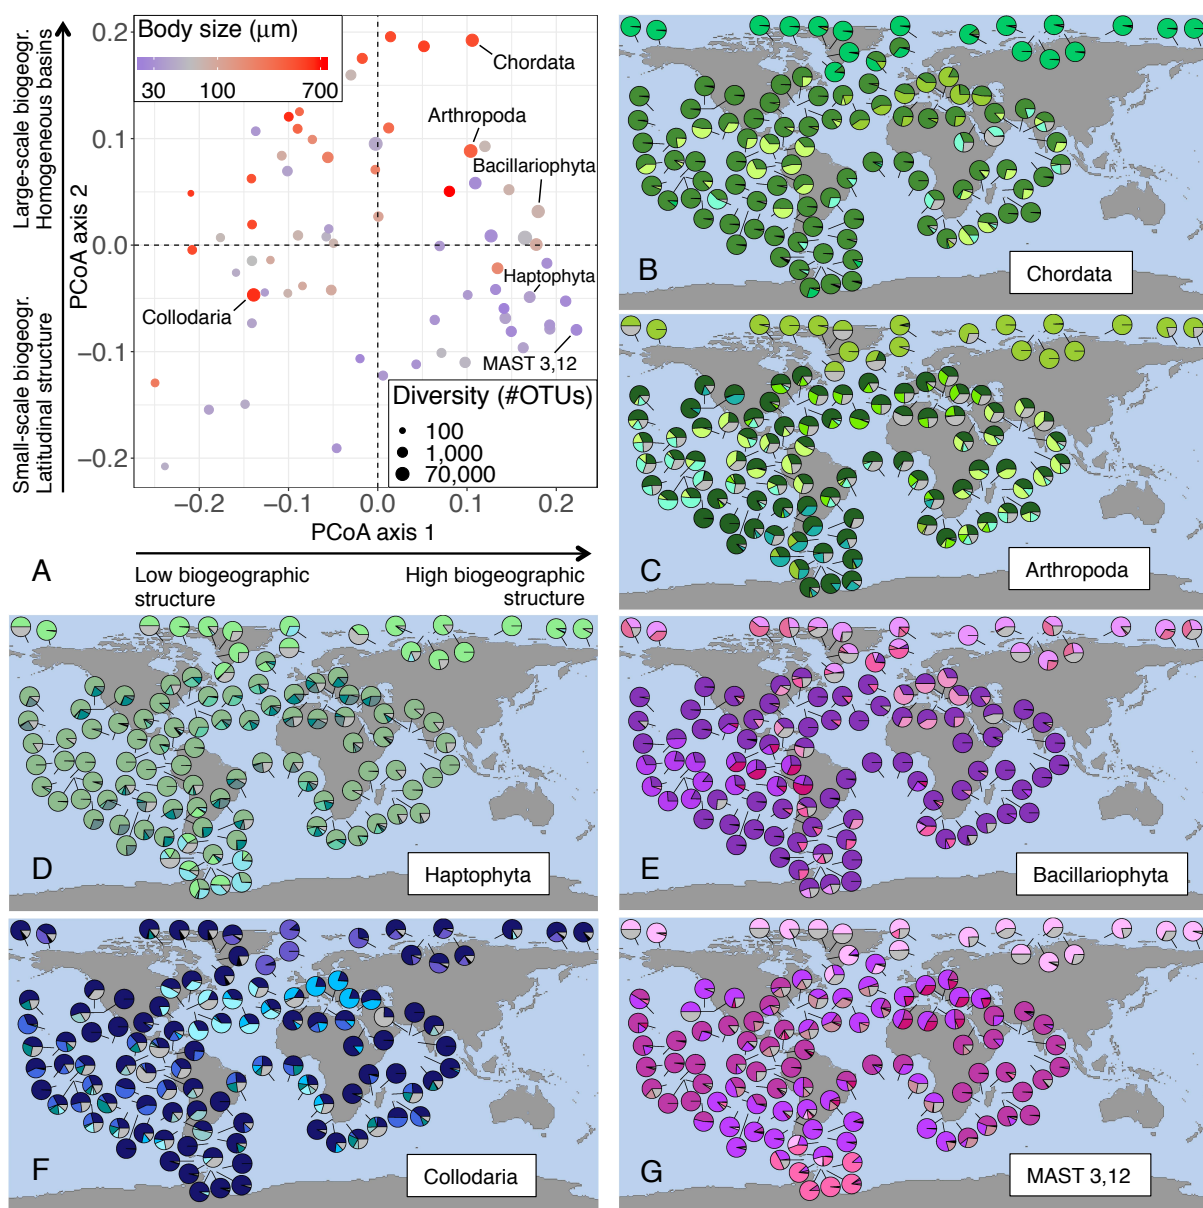 Large-scale biogeogr.
Homogeneous basins
Small-scale biogeogr.
Latitudinal structure
PCoA axis 2
0.2
0.1
0.0
−0.1
−0.2
Body size (μm)
30 100 700
Chordata
Arthropoda
Bacillariophyta
Haptophyta
Collodaria
MAST 3,12
Diversity (#OTUs)
100
1,000
70,000
−0.2 −0.1 0.0 0.1 0.2
PCoA axis 1
A
Low biogeographic
structure
High biogeographic
structure
B
Chordata
C
Arthropoda
D
Haptophyta
E
Bacillariophyta
F
Collodaria
G
MAST 3,12